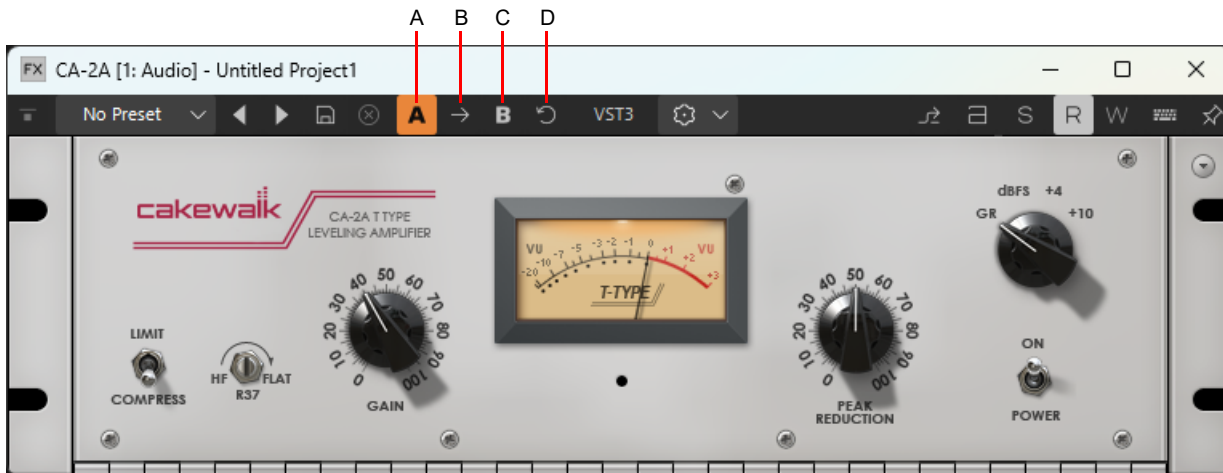 A B C D
FX CA-2A [1: Audio] - Untitled Project1
No Preset A B VST3 a S R W
cakewalk
CA-2A T TYPE
LEVELING AMPLIFIER
VU -20 -10 -7 -5 -3 -2 -1 0 +1 +2 +3 VU
T-TYPE
dBFS +4
GR +10
0 10 20 30 40 50 60 70 80 90 100
GAIN
0 10 20 30 40 50 60 70 80 90 100
PEAK
REDUCTION
LIMIT
COMPRESS
HF FLAT
R37
ON
POWER